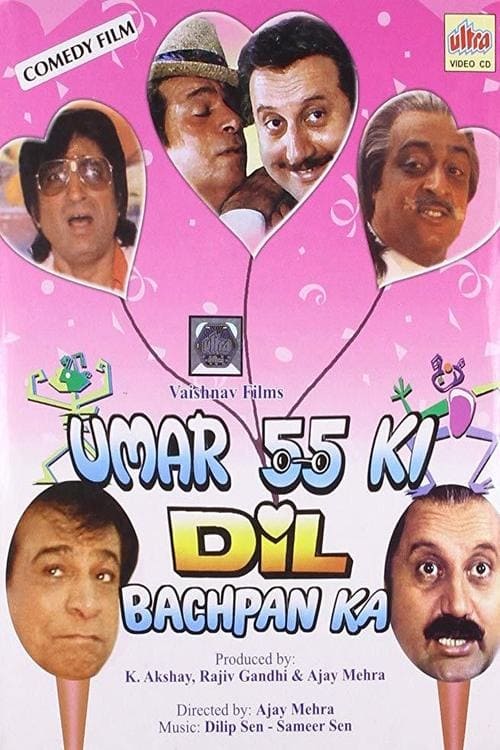 COMEDY FILM
ultra
VIDEO CD
ultra
Vaishnav Films
UMAR 55 KI
DiL
BACHPAN KA
Produced by:
K. Akshay, Rajiv Gandhi & Ajay Mehra
Directed by: Ajay Mehra
Music: Dilip Sen - Sameer Sen